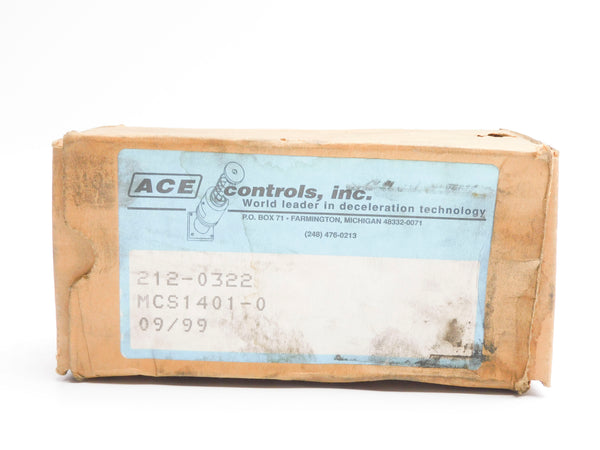 ACE controls, inc.
World leader in deceleration technology
P.O. BOX 71 • FARMINGTON, MICHIGAN 48332-0071
(248) 476-0213
212-0322
MCS1401-0
09/99